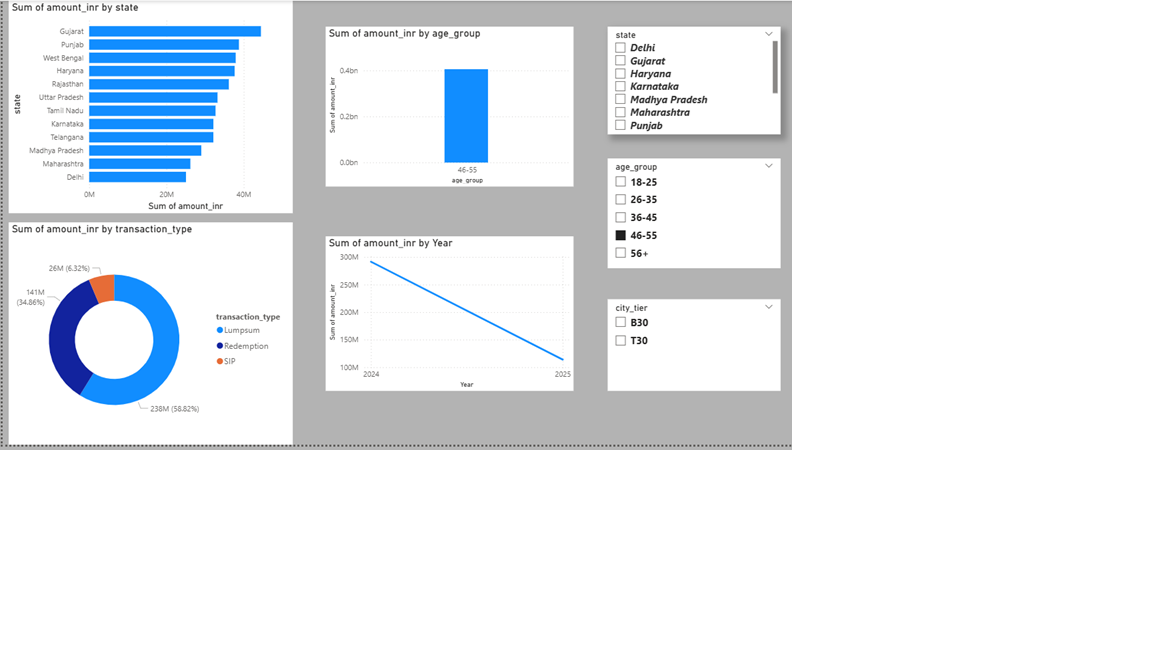 Sum of amount_inr by state
state
Gujarat
Punjab
West Bengal
Haryana
Rajasthan
Uttar Pradesh
Tamil Nadu
Karnataka
Telangana
Madhya Pradesh
Maharashtra
Delhi
0M 20M 40M
Sum of amount_inr
Sum of amount_inr by transaction_type
26M (6.32%)
141M
(34.86%)
238M (58.82%)
transaction_type
Lumpsum
Redemption
SIP
Sum of amount_inr by age_group
Sum of amount_inr
0.4bn
0.2bn
0.0bn
46-55
age_group
Sum of amount_inr by Year
Sum of amount_inr
300M
250M
200M
150M
100M
2024 2025
Year
state
Delhi
Gujarat
Haryana
Karnataka
Madhya Pradesh
Maharashtra
Punjab
age_group
18-25
26-35
36-45
46-55
56+
city_tier
B30
T30